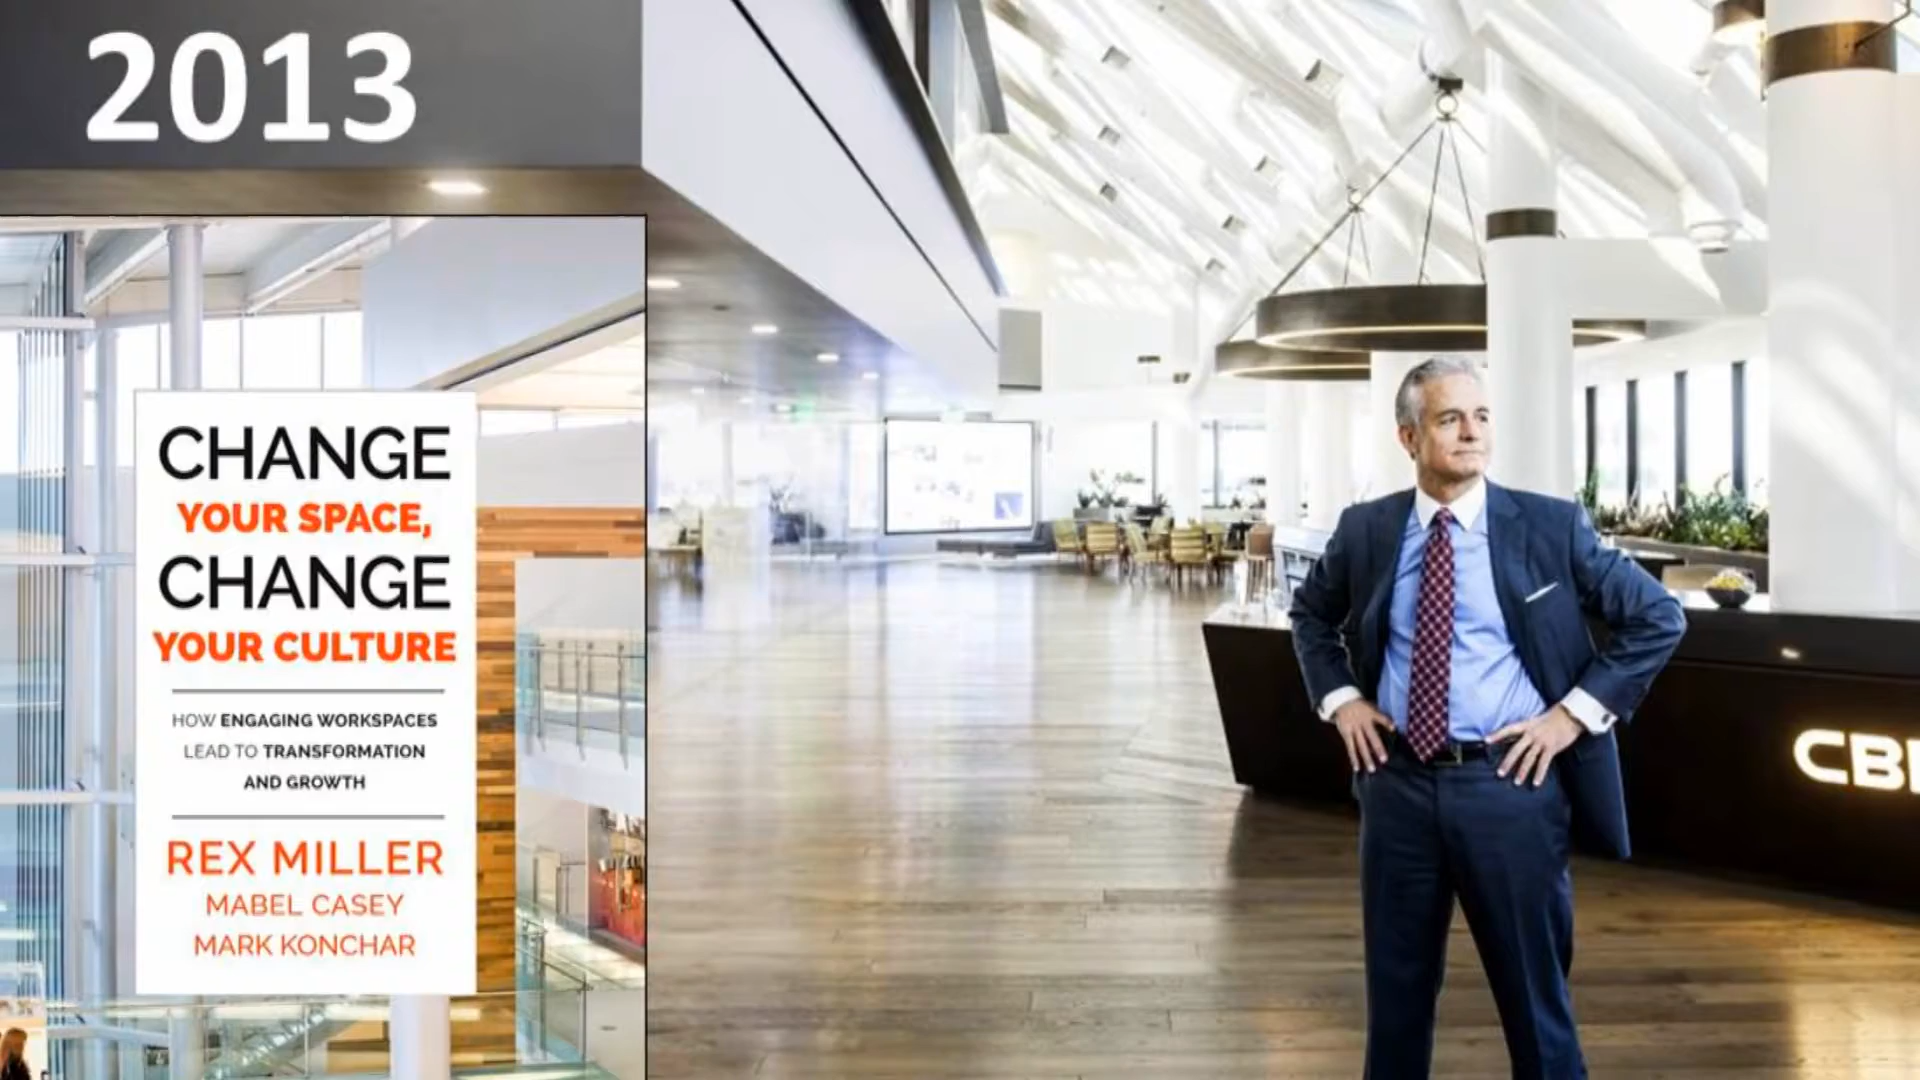 2013
CHANGE
YOUR SPACE,
CHANGE
YOUR CULTURE
HOW ENGAGING WORKSPACES
LEAD TO TRANSFORMATION
AND GROWTH
REX MILLER
MABEL CASEY
MARK KONCHAR
CB